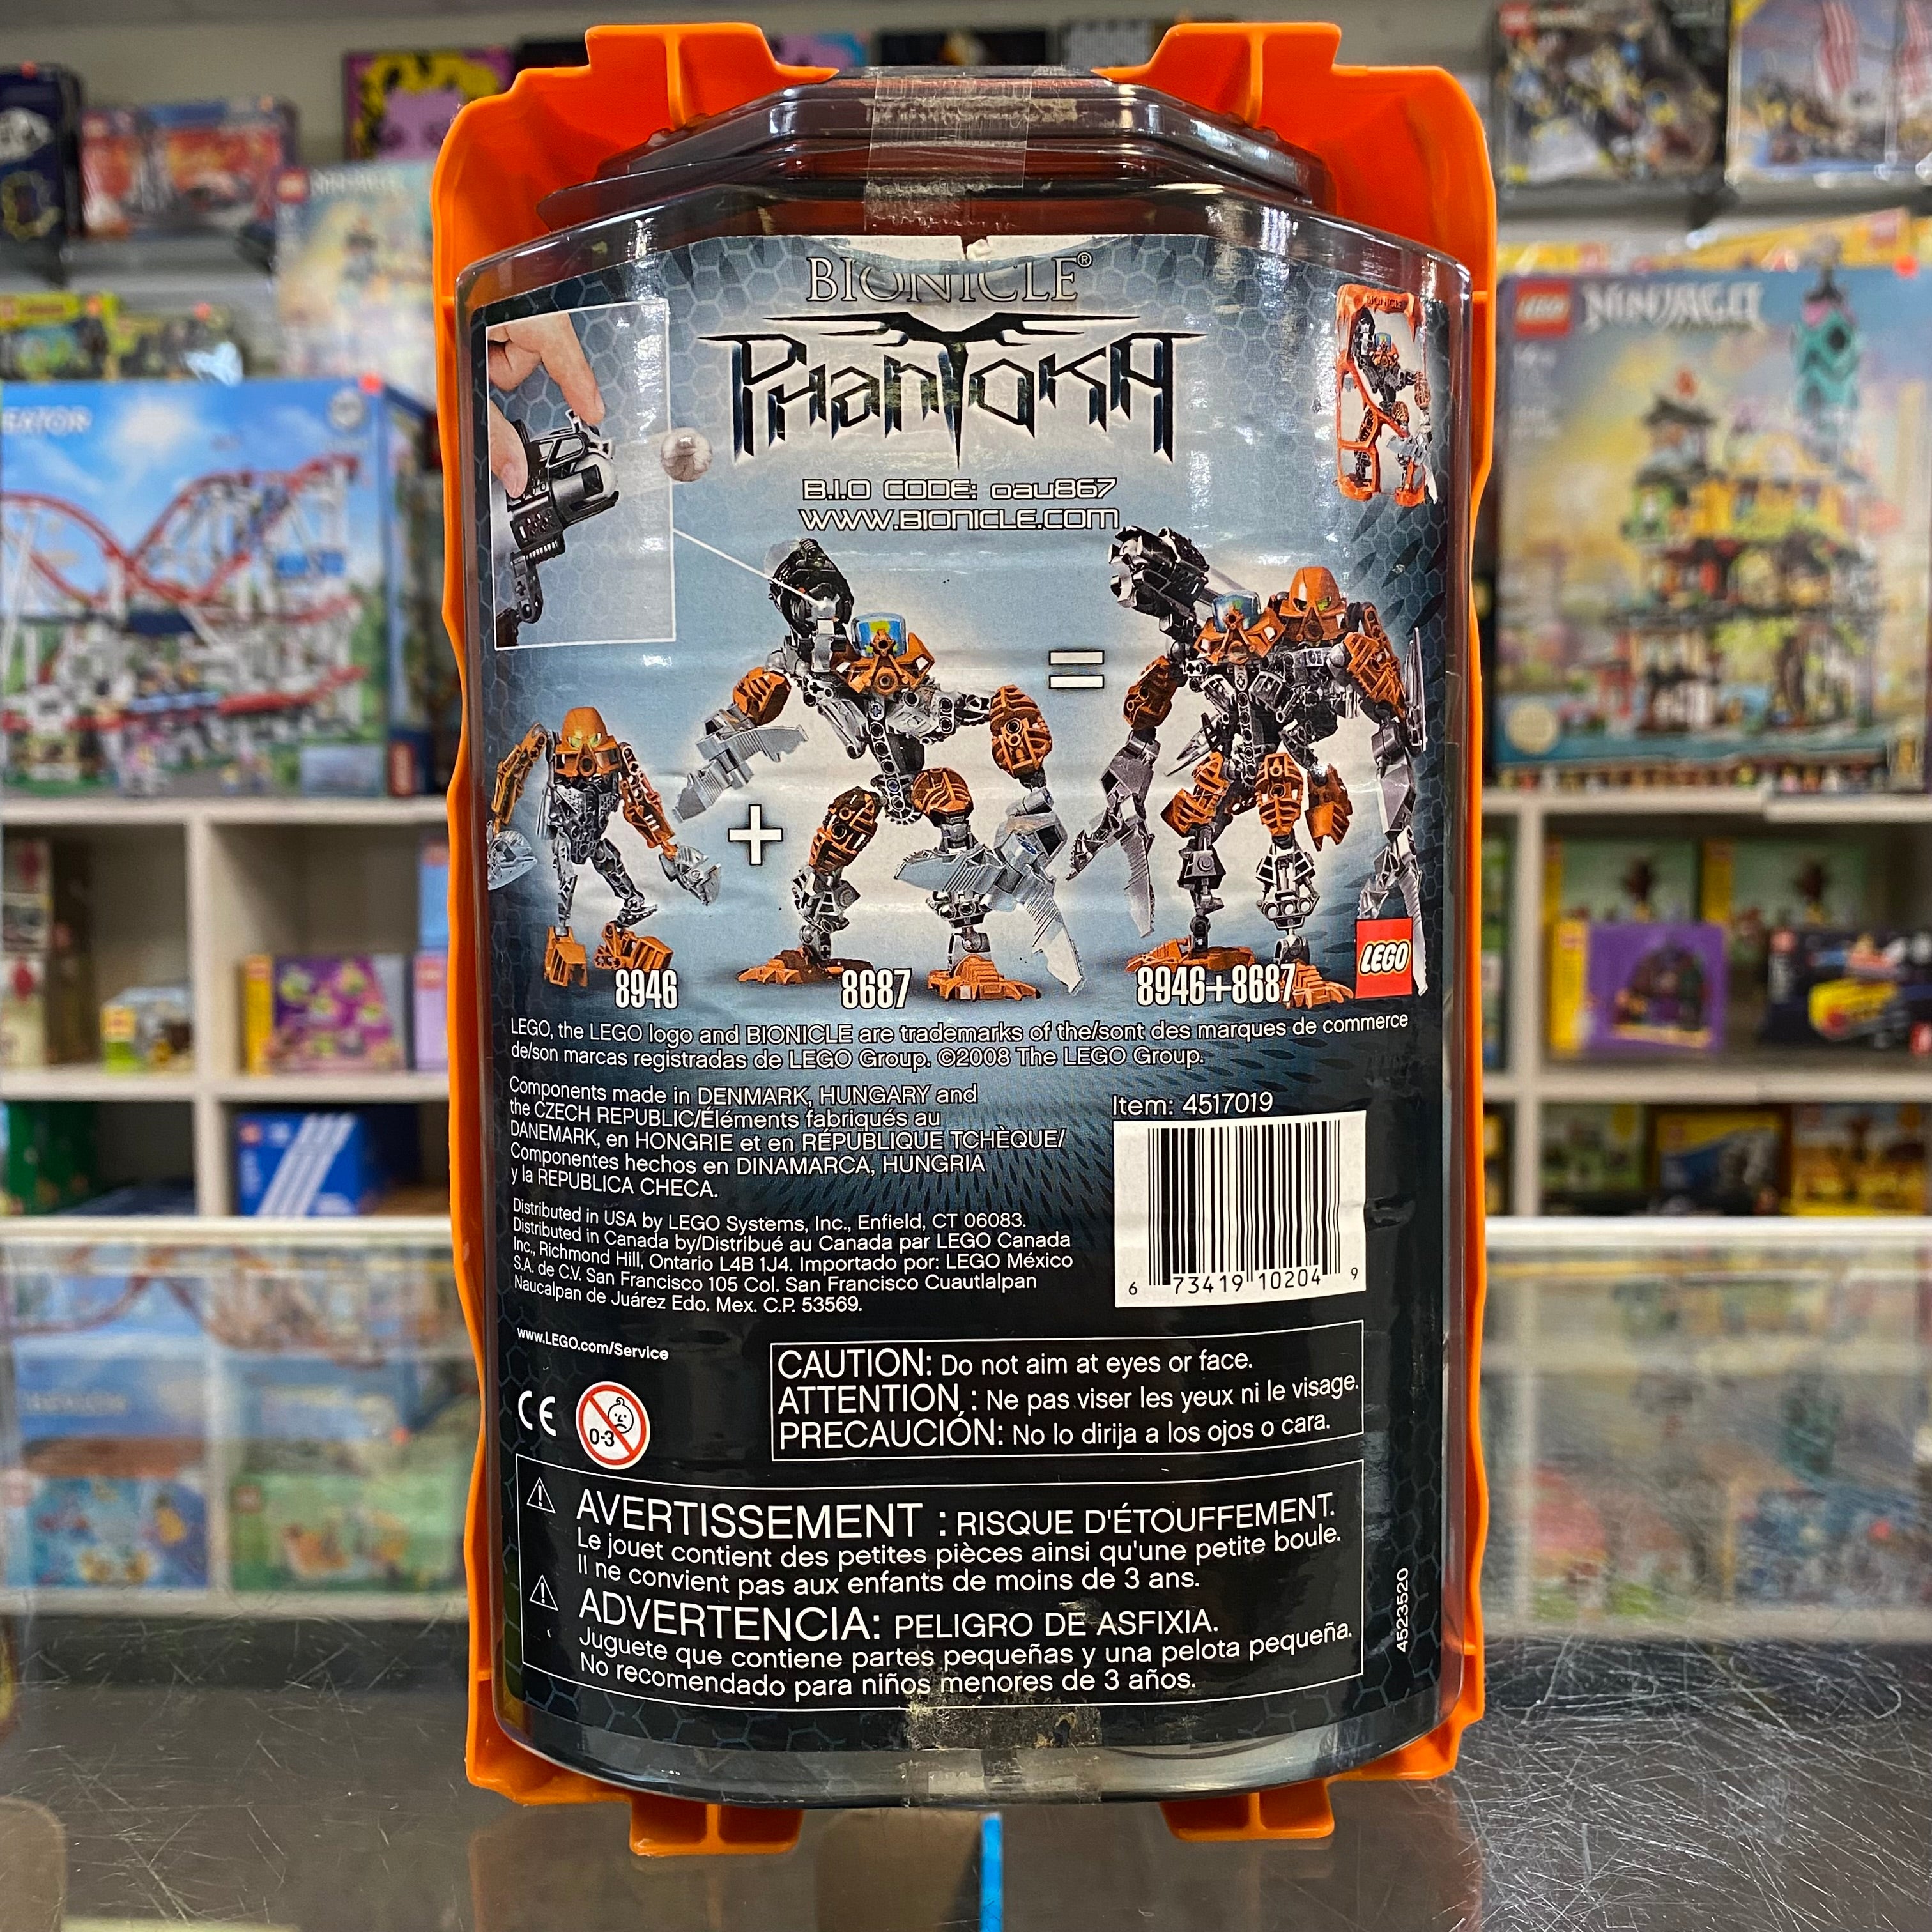 BIONICLE®
PHANTOKA
B.I.O CODE: oau867
WWW.BIONICLE.COM
BIONICLE
=
+
8946
8687
8946+8687
LEGO
LEGO, the LEGO logo and BIONICLE are trademarks of the/sont des marques de commerce
de/son marcas registradas de LEGO Group. ©2008 The LEGO Group.
Components made in DENMARK, HUNGARY and
the CZECH REPUBLIC/Éléments fabriqués au
DANEMARK, en HONGRIE et en RÉPUBLIQUE TCHÈQUE/
Componentes hechos en DINAMARCA, HUNGRIA
y la REPUBLICA CHECA.
Distributed in USA by LEGO Systems, Inc., Enfield, CT 06083.
Distributed in Canada by/Distribué au Canada par LEGO Canada
Inc., Richmond Hill, Ontario L4B 1J4. Importado por: LEGO México
S.A. de C.V. San Francisco 105 Col. San Francisco Cuautlalpan
Naucalpan de Juárez Edo. Mex. C.P. 53569.
Item: 4517019
6 73419 10204 9
www.LEGO.com/Service
CE
0-3
CAUTION: Do not aim at eyes or face.
ATTENTION : Ne pas viser les yeux ni le visage.
PRECAUCIÓN: No lo dirija a los ojos o cara.
AVERTISSEMENT : RISQUE D'ÉTOUFFEMENT.
Le jouet contient des petites pièces ainsi qu'une petite boule.
Il ne convient pas aux enfants de moins de 3 ans.
ADVERTENCIA: PELIGRO DE ASFIXIA.
Juguete que contiene partes pequeñas y una pelota pequeña.
No recomendado para niños menores de 3 años.
4523520
LEGO NINJAGO
NINJAGO